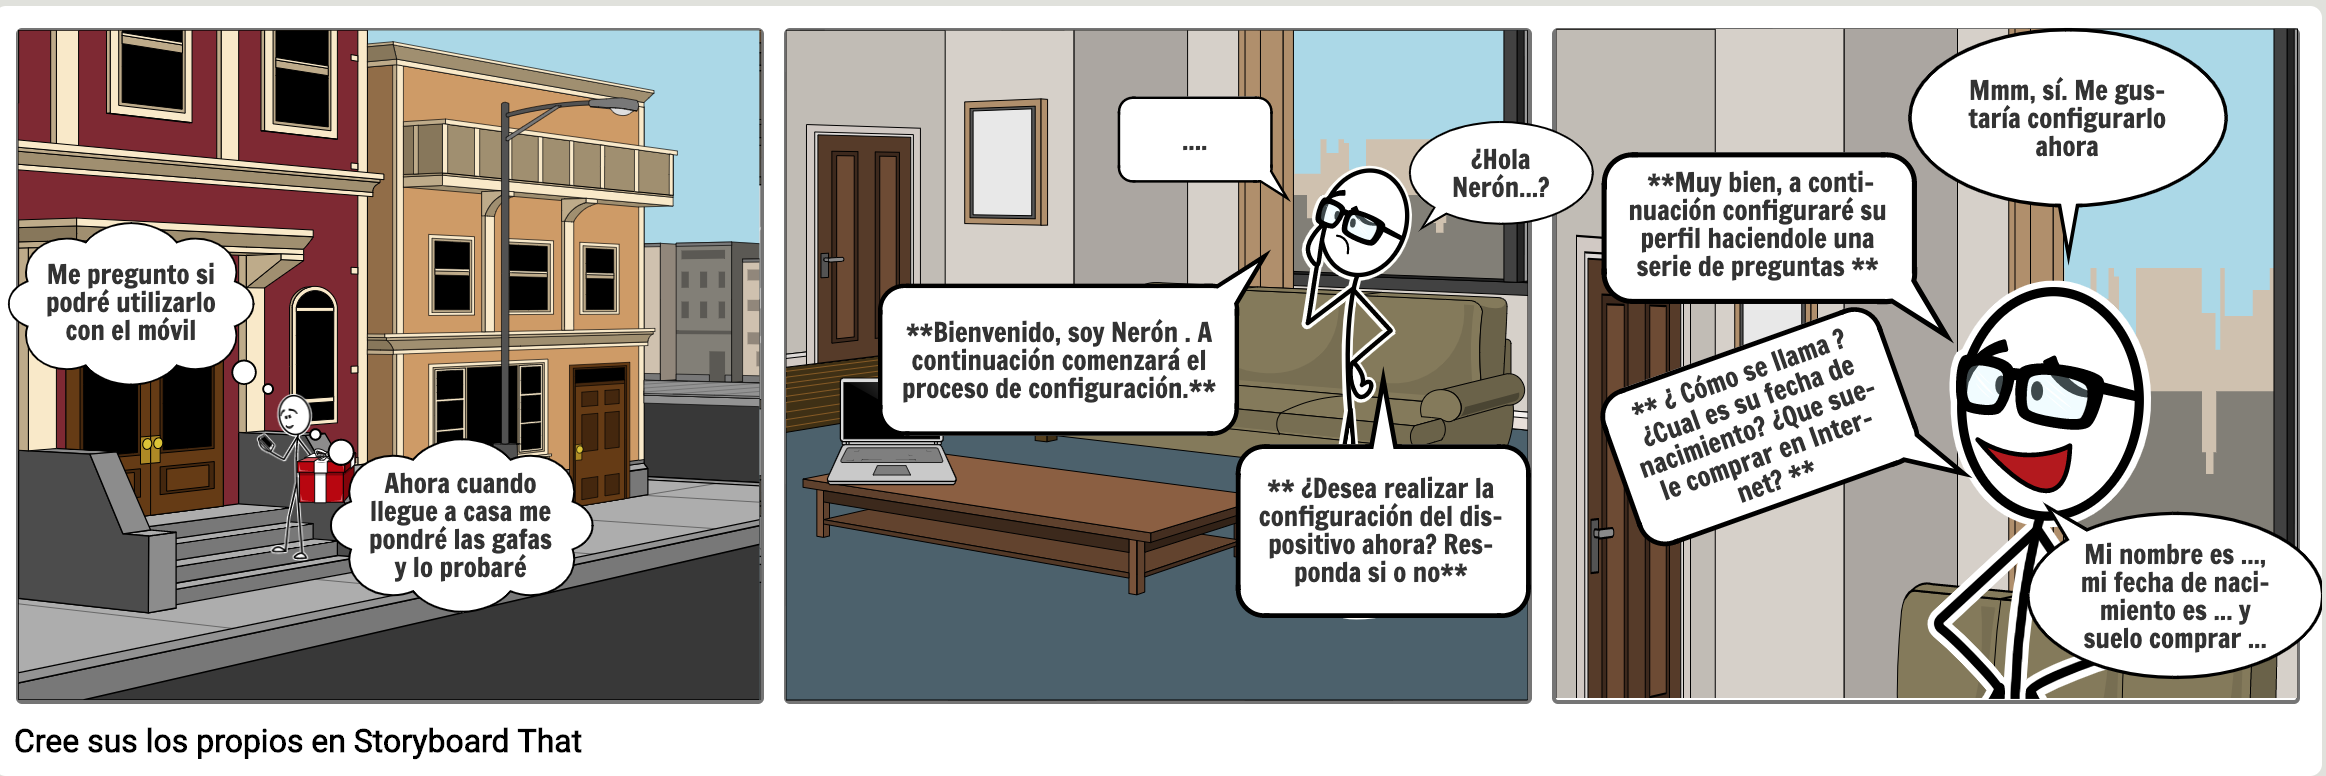 Me pregunto si
podré utilizarlo
con el móvil
Ahora cuando
llegue a casa me
pondré las gafas
y lo probaré
....
¿Hola
Nerón...?
**Bienvenido, soy Nerón . A
continuación comenzará el
proceso de configuración.**
** ¿Desea realizar la
configuración del dis-
positivo ahora? Res-
ponda si o no**
Mmm, sí. Me gus-
taría configurarlo
ahora
**Muy bien, a conti-
nuación configuraré su
perfil haciendole una
serie de preguntas **
** ¿ Cómo se llama ?
¿Cual es su fecha de
nacimiento? ¿Que sue-
le comprar en Inter-
net? **
Mi nombre es ...,
mi fecha de naci-
miento es ... y
suelo comprar ...
Cree sus los propios en Storyboard That